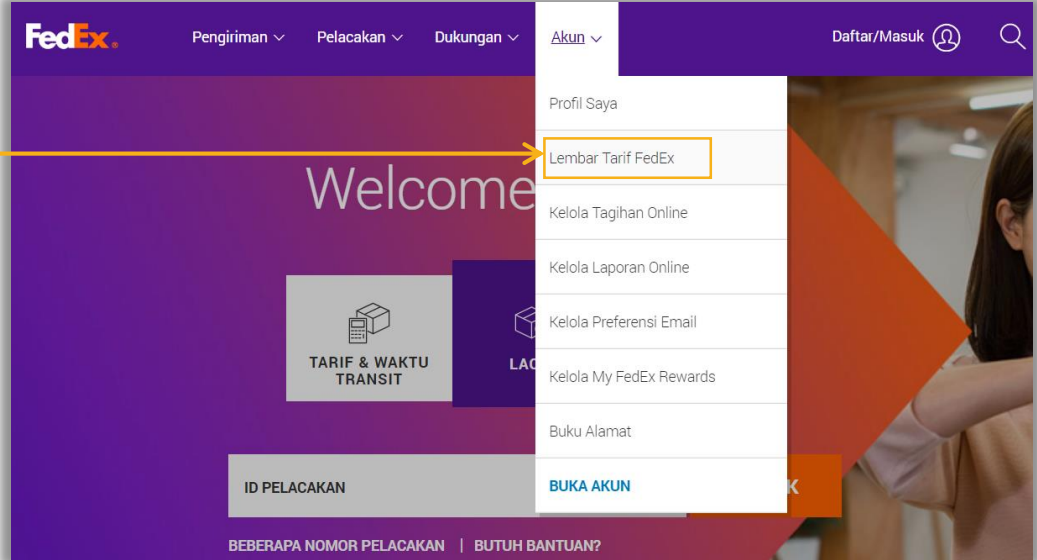 FedEx.
Pengiriman
Pelacakan
Dukungan
Akun
Daftar/Masuk
Profil Saya
Lembar Tarif FedEx
Kelola Tagihan Online
Kelola Laporan Online
Kelola Preferensi Email
Kelola My FedEx Rewards
Buku Alamat
BUKA AKUN
Welcome
TARIF & WAKTU
TRANSIT
ID PELACAKAN
K
BEBERAPA NOMOR PELACAKAN | BUTUH BANTUAN?